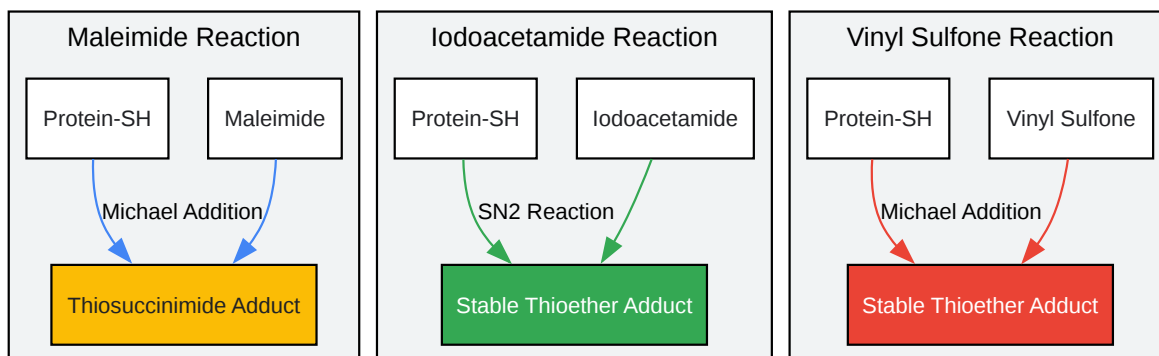 Maleimide Reaction
Protein-SH
Maleimide
Michael Addition
Thiosuccinimide Adduct
Iodoacetamide Reaction
Protein-SH
Iodoacetamide
SN2 Reaction
Stable Thioether Adduct
Vinyl Sulfone Reaction
Protein-SH
Vinyl Sulfone
Michael Addition
Stable Thioether Adduct